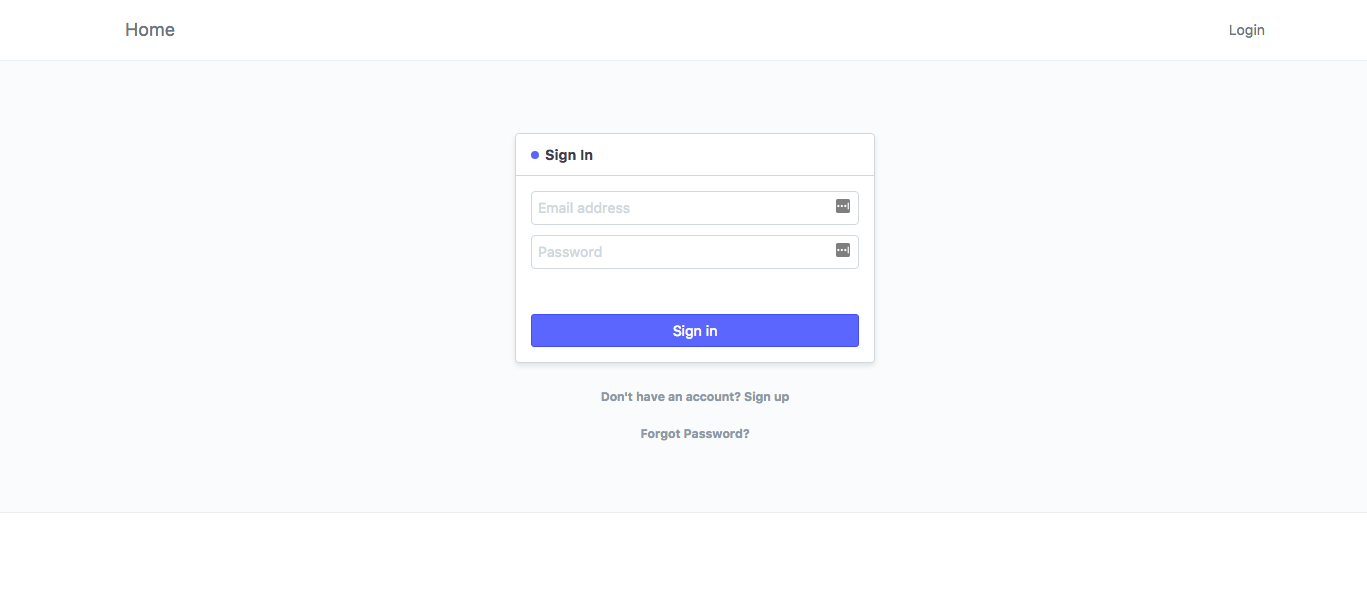 Home
Login
Sign In
Email address
Password
Sign in
Don't have an account? Sign up
Forgot Password?